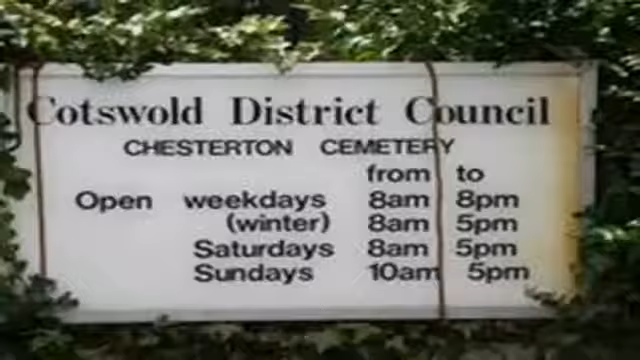 Cotswold District Council
CHESTERTON CEMETERY
from to
Open weekdays 8am 8pm
(winter) 8am 5pm
Saturdays 8am 5pm
Sundays 10am 5pm